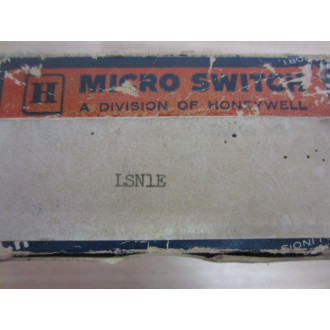 H
MICRO SWITCH
A DIVISION OF HONEYWELL
LSN1E